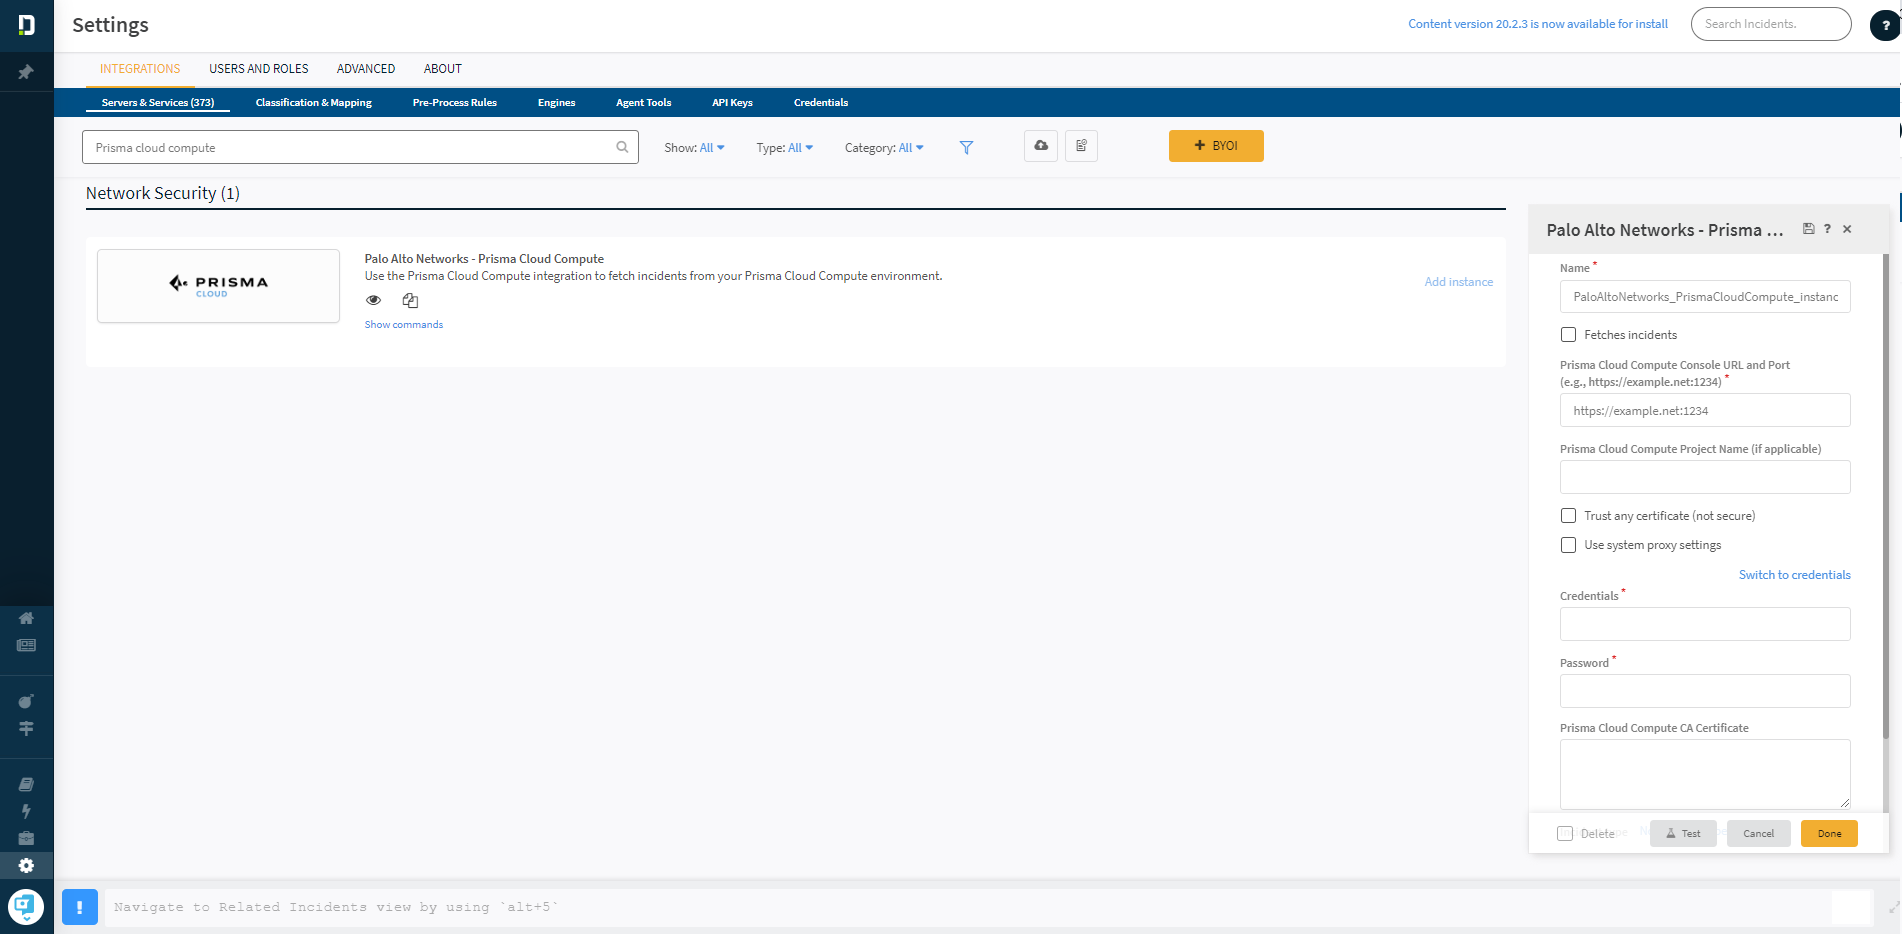 Settings
Content version 20.2.3 is now available for install
Search Incidents.
?
INTEGRATIONS
USERS AND ROLES
ADVANCED
ABOUT
Servers & Services (373)
Classification & Mapping
Pre-Process Rules
Engines
Agent Tools
API Keys
Credentials
Prisma cloud compute
Show: All
Type: All
Category: All
+ BYOI
Network Security (1)
PRISMA
CLOUD
Palo Alto Networks - Prisma Cloud Compute
Use the Prisma Cloud Compute integration to fetch incidents from your Prisma Cloud Compute environment.
Show commands
Add instance
Palo Alto Networks - Prisma ...
?
Name *
PaloAltoNetworks_PrismaCloudCompute_instanc
Fetches incidents
Prisma Cloud Compute Console URL and Port
(e.g., https://example.net:1234) *
https://example.net:1234
Prisma Cloud Compute Project Name (if applicable)
Trust any certificate (not secure)
Use system proxy settings
Switch to credentials
Credentials *
Password *
Prisma Cloud Compute CA Certificate
Delete
Test
Cancel
Done
!
Navigate to Related Incidents view by using `alt+5`